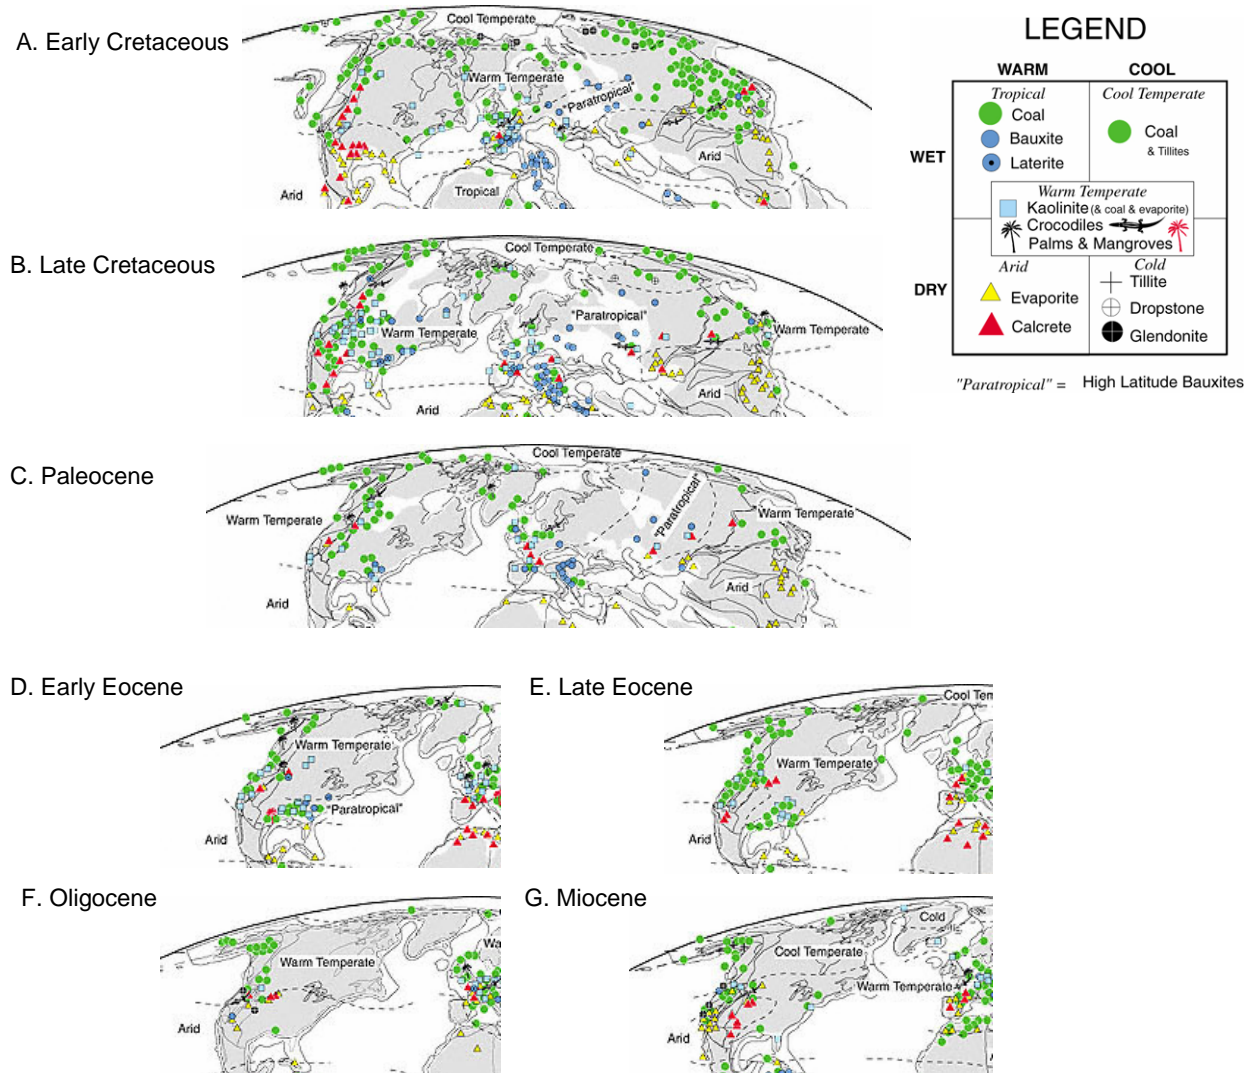 A. Early Cretaceous
Cool Temperate
Warm Temperate
"Paratropical"
Arid
Tropical
Arid
LEGEND
WARM
COOL
WET
DRY
Tropical
Coal
Bauxite
Laterite
Cool Temperate
Coal
& Tillites
Warm Temperate
Kaolinite (& coal & evaporite)
Crocodiles
Palms & Mangroves
Arid
Evaporite
Calcrete
Cold
Tillite
Dropstone
Glendonite
"Paratropical" = High Latitude Bauxites
B. Late Cretaceous
Cool Temperate
"Paratropical"
Warm Temperate
Warm Temperate
Arid
Arid
C. Paleocene
Cool Temperate
"Paratropical"
Warm Temperate
Warm Temperate
Arid
Arid
D. Early Eocene
Warm Temperate
"Paratropical"
Arid
E. Late Eocene
Cool Tem
Warm Temperate
Arid
F. Oligocene
Wa
Warm Temperate
Arid
G. Miocene
Cold
Cool Temperate
Warm Temperate
Arid